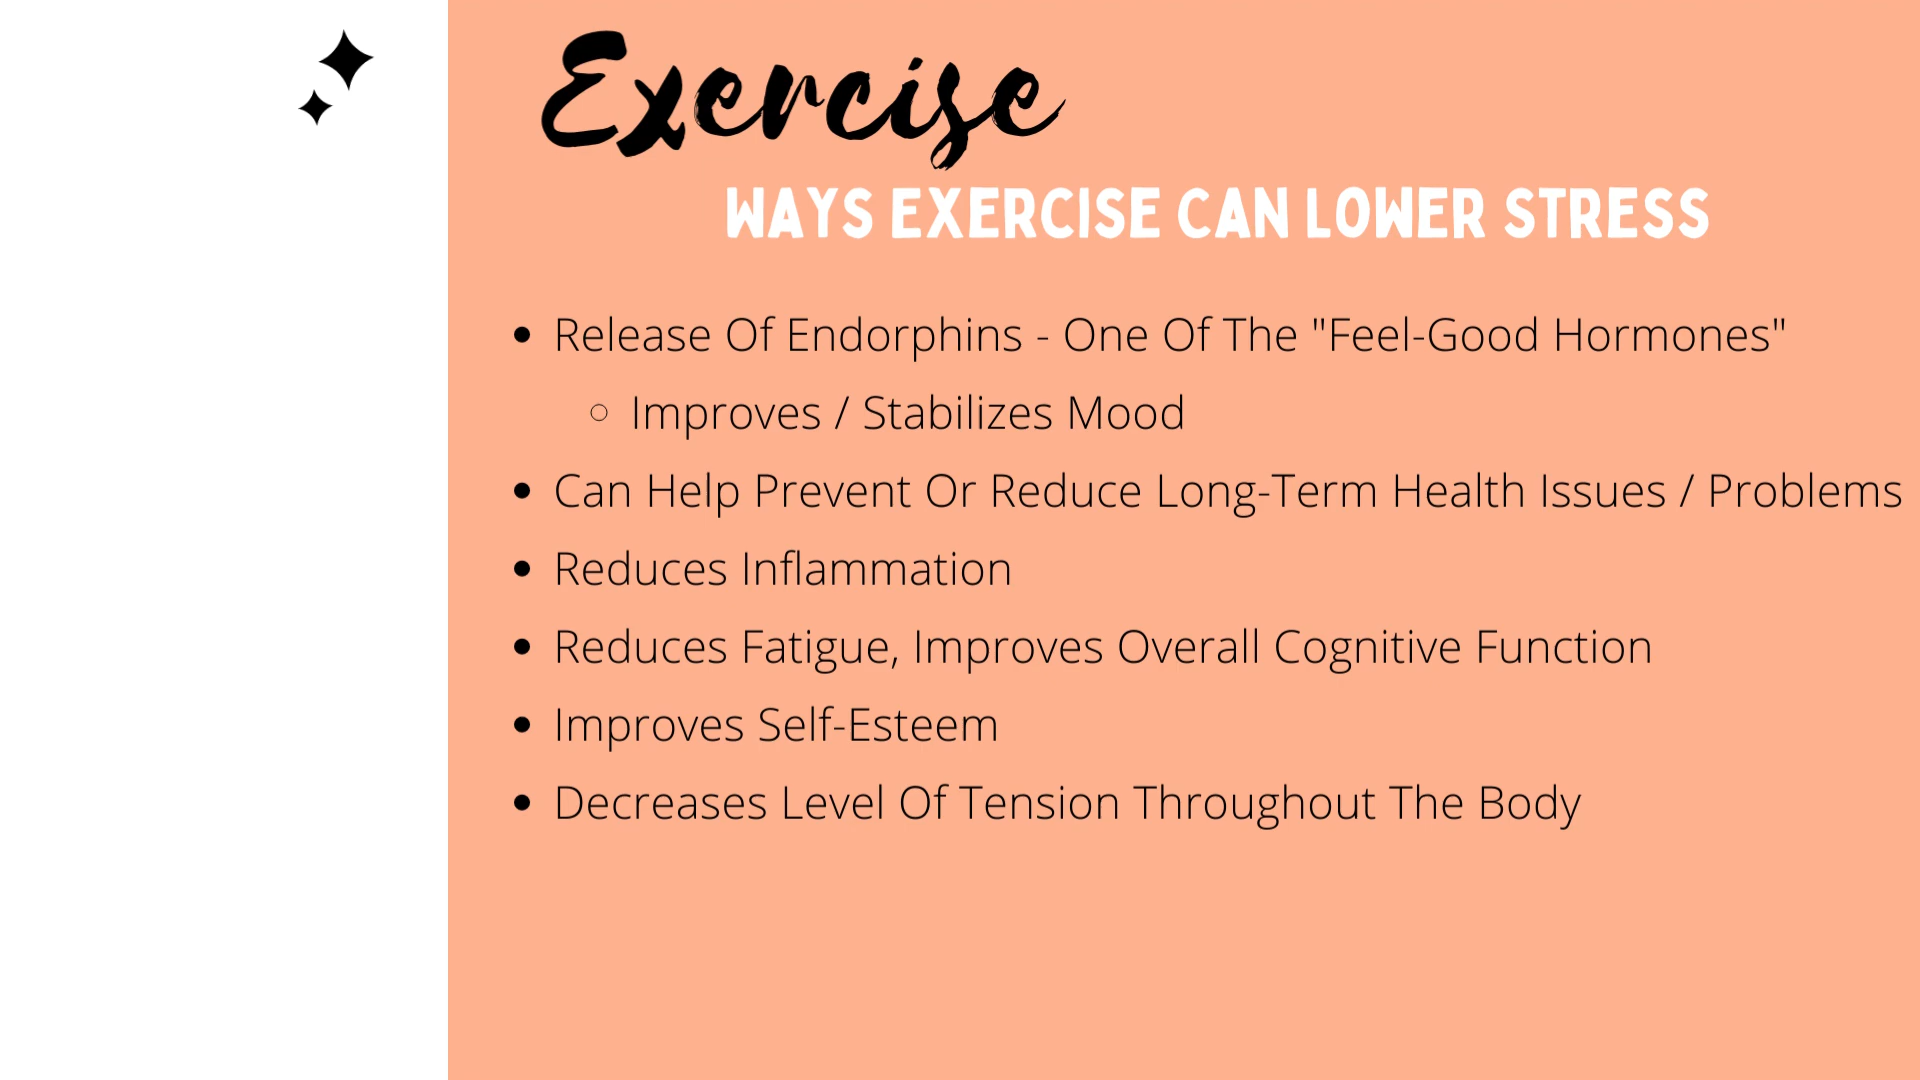 Exercise
WAYS EXERCISE CAN LOWER STRESS
• Release Of Endorphins - One Of The "Feel-Good Hormones"
○ Improves / Stabilizes Mood
• Can Help Prevent Or Reduce Long-Term Health Issues / Problems
• Reduces Inflammation
• Reduces Fatigue, Improves Overall Cognitive Function
• Improves Self-Esteem
• Decreases Level Of Tension Throughout The Body